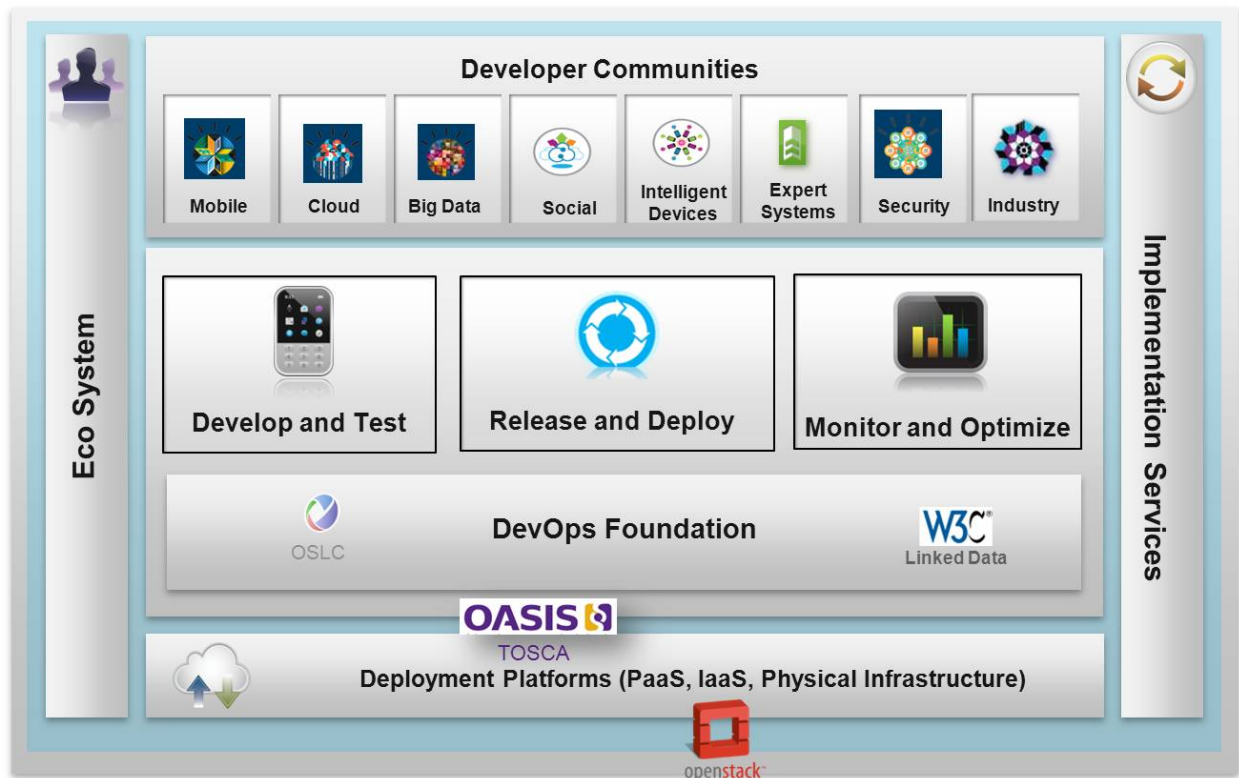 Developer Communities
Mobile
Cloud
Big Data
Social
Intelligent
Devices
Expert
Systems
Security
Industry
Eco System
Implementation Services
Develop and Test
Release and Deploy
Monitor and Optimize
OSLC
DevOps Foundation
W3C®
Linked Data
OASIS
TOSCA
Deployment Platforms (PaaS, IaaS, Physical Infrastructure)
openstack™